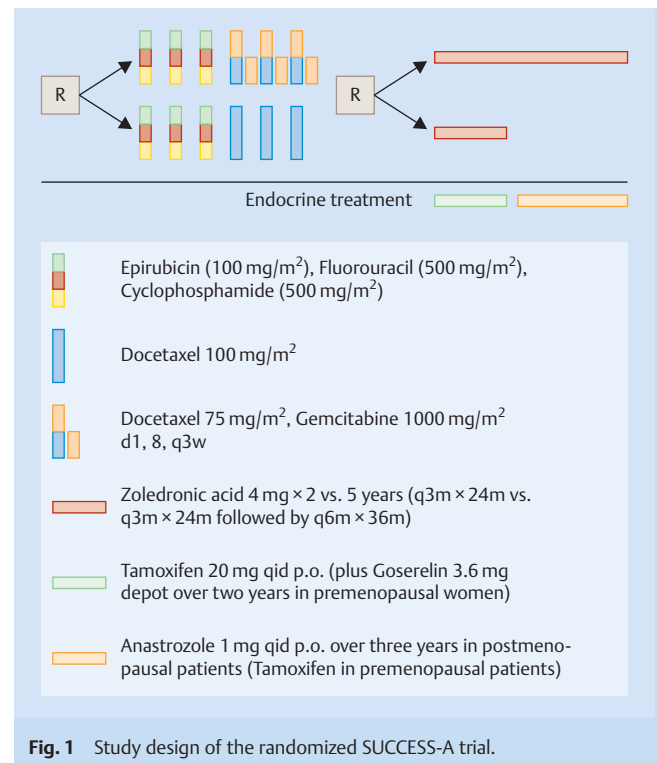 R
R
Endocrine treatment
Epirubicin (100 mg/m²), Fluorouracil (500 mg/m²),
Cyclophosphamide (500 mg/m²)
Docetaxel 100 mg/m²
Docetaxel 75 mg/m², Gemcitabine 1000 mg/m²
d1, 8, q3w
Zoledronic acid 4 mg × 2 vs. 5 years (q3m × 24m vs.
q3m × 24m followed by q6m × 36m)
Tamoxifen 20 mg qid p.o. (plus Goserelin 3.6 mg
depot over two years in premenopausal women)
Anastrozole 1 mg qid p.o. over three years in postmeno-
pausal patients (Tamoxifen in premenopausal patients)
Fig. 1 Study design of the randomized SUCCESS-A trial.